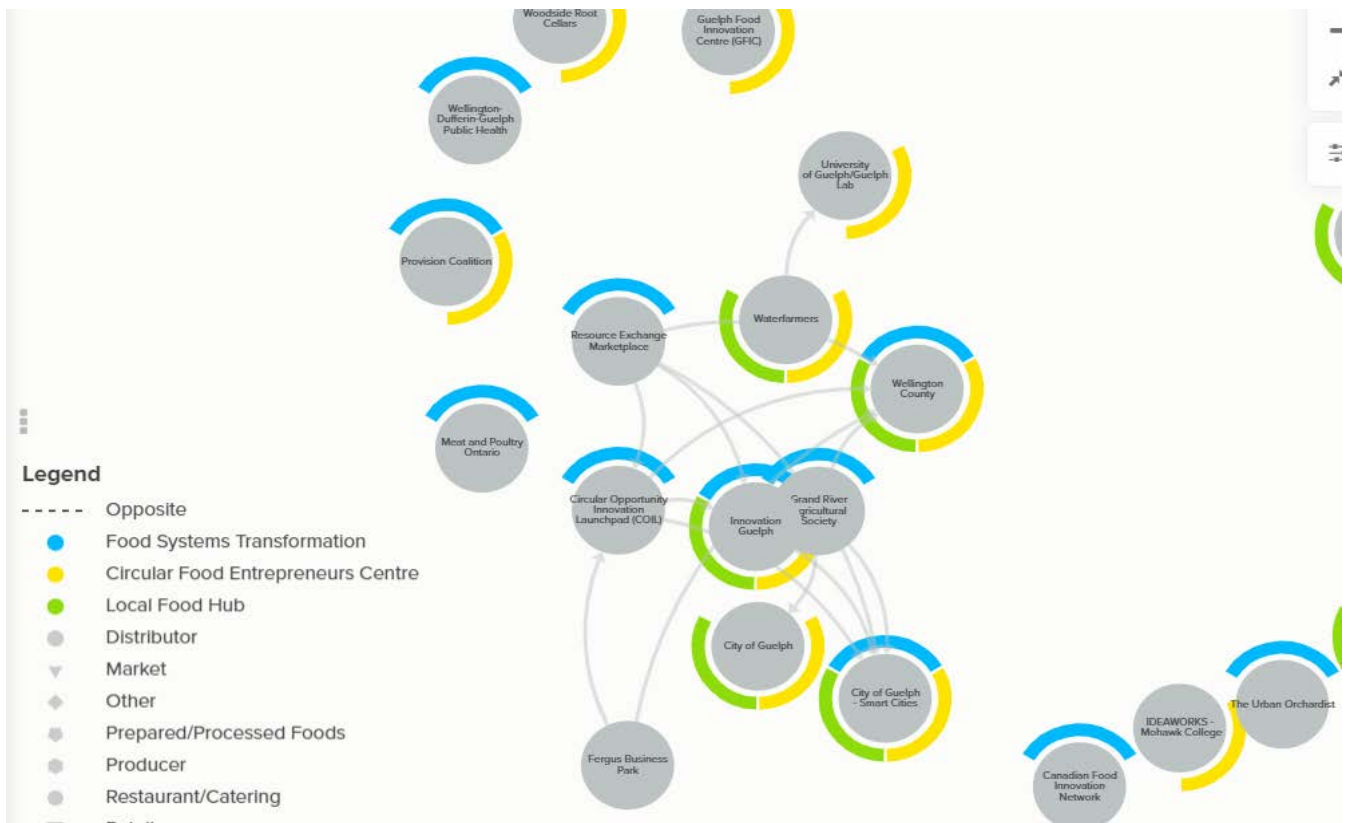 Woodside Root
Cellars
Guelph Food
Innovation
Centre (GFIC)
Wellington-
Dufferin-Guelph
Public Health
University
of Guelph/Guelph
Lab
Provision Coalition
Waterfarmers
Resource Exchange
Marketplace
Wellington
County
Meat and Poultry
Ontario
Circular Opportunity
Innovation
Launchpad (COIL)
Innovation
Guelph
Grand River
gricultural
Society
City of Guelph
City of Guelph
- Smart Cities
Fergus Business
Park
The Urban Orchardist
IDEAWORKS -
Mohawk College
Canadian Food
Innovation
Network
Legend
Opposite
Food Systems Transformation
Circular Food Entrepreneurs Centre
Local Food Hub
Distributor
Market
Other
Prepared/Processed Foods
Producer
Restaurant/Catering